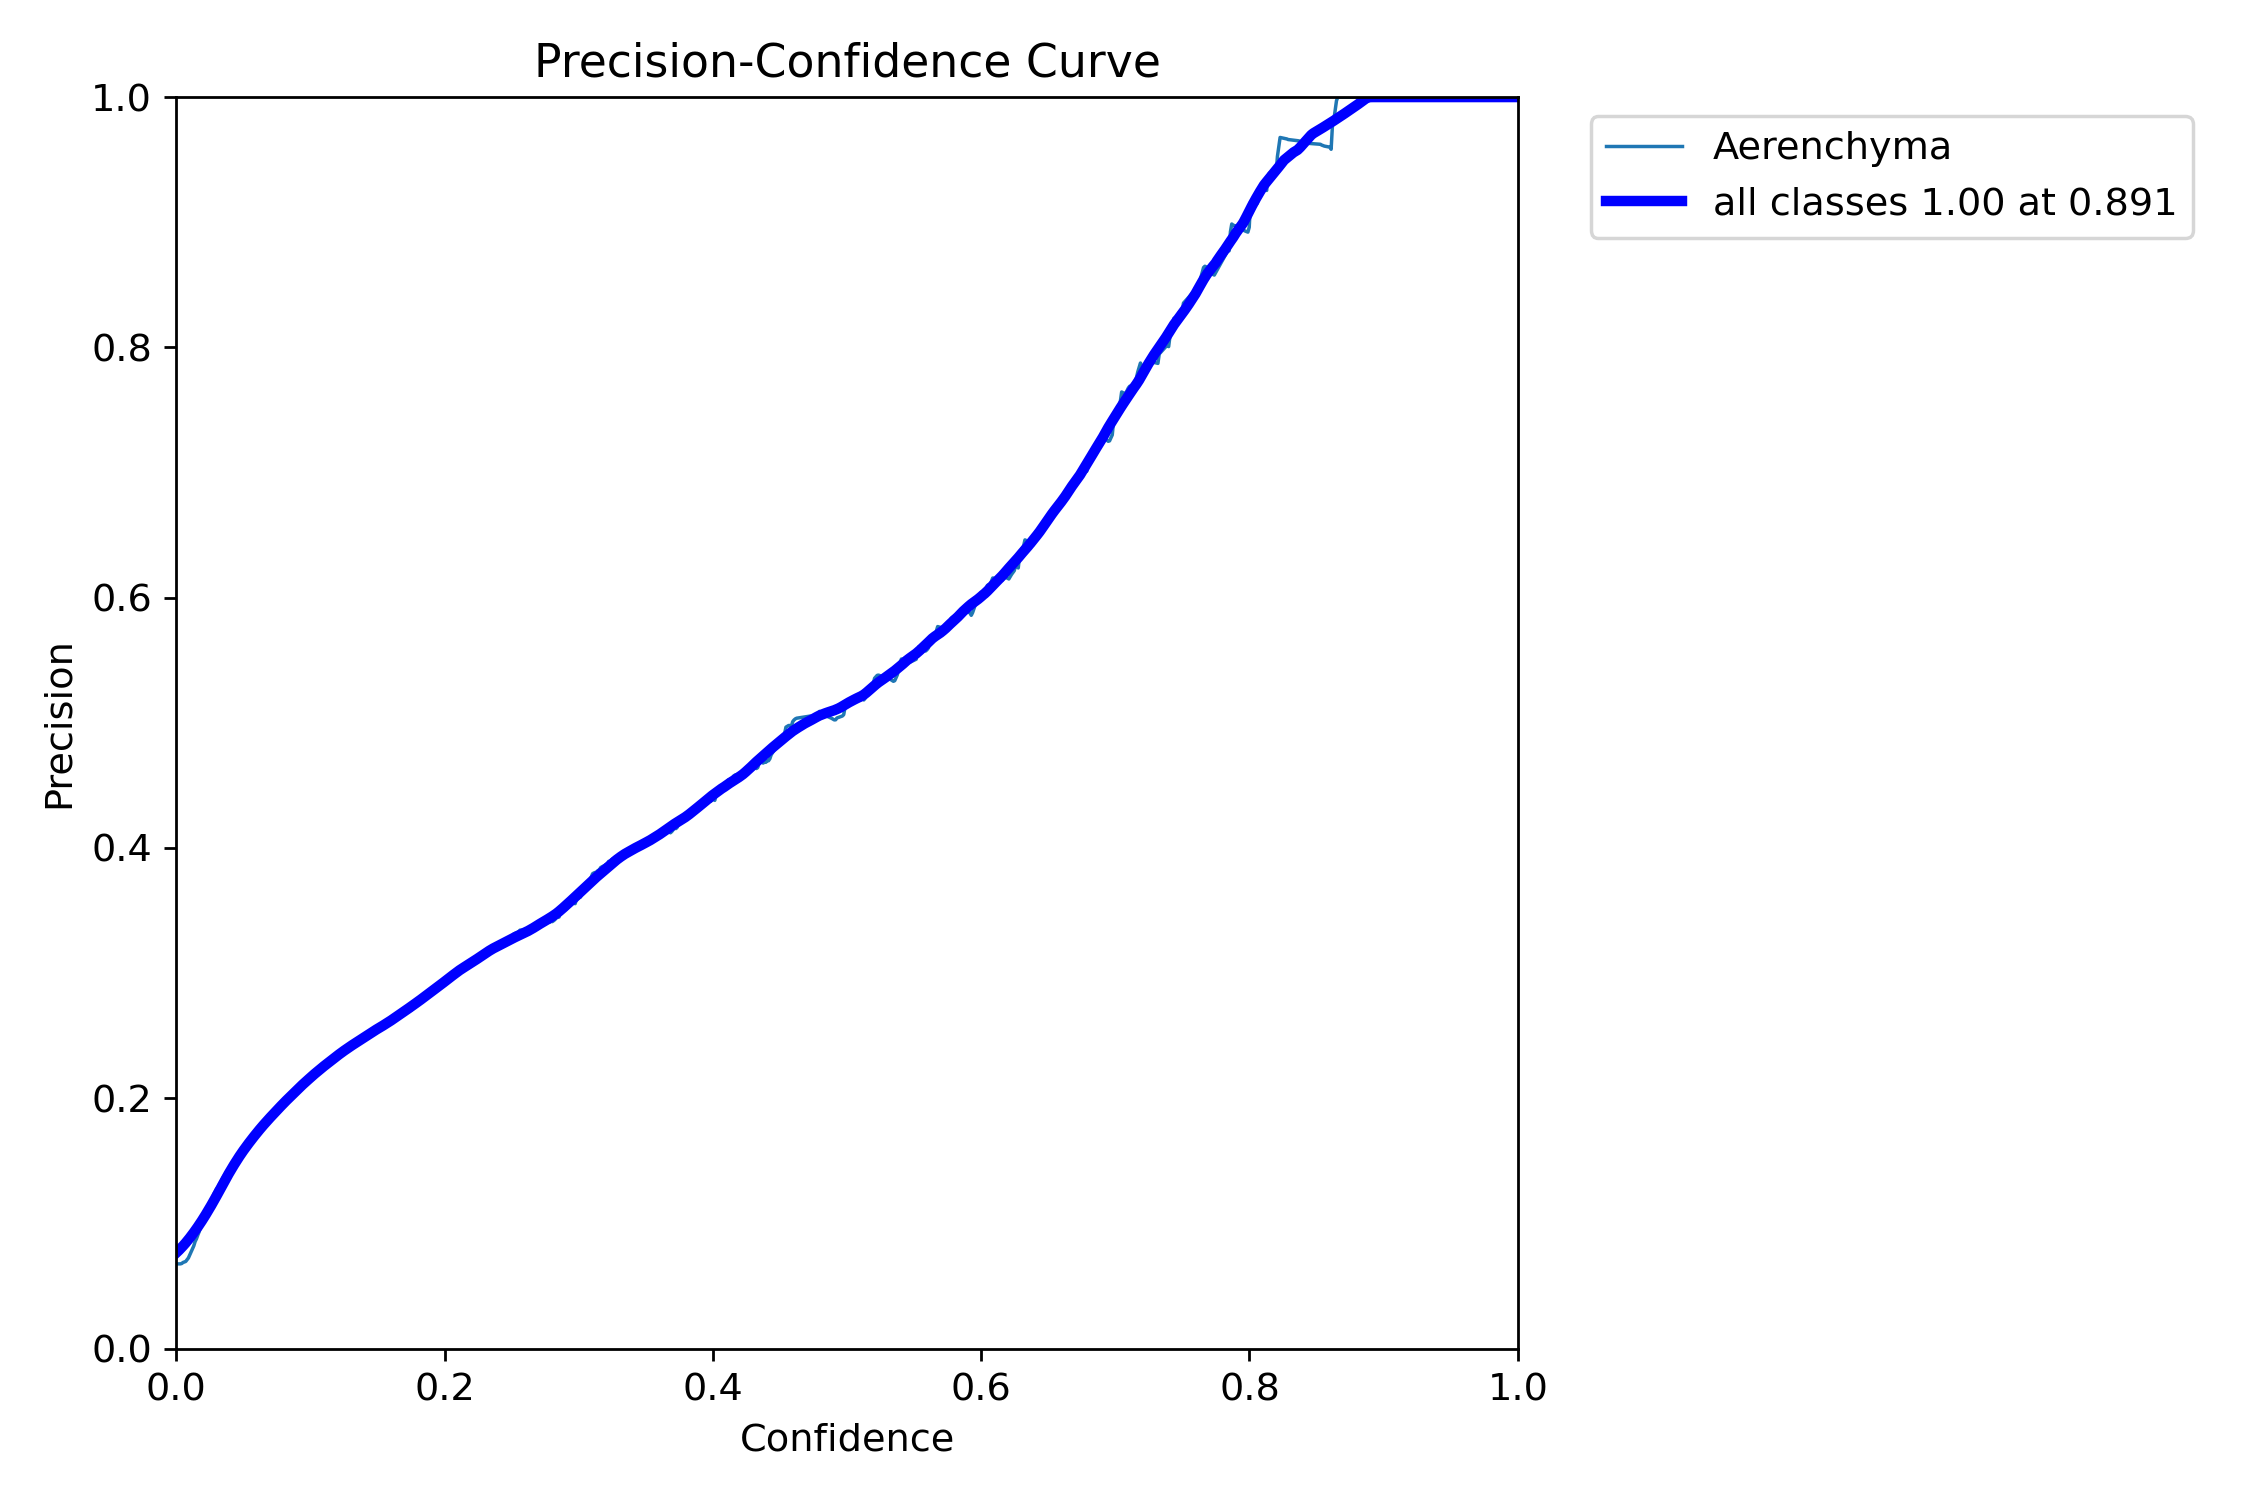 Precision-Confidence Curve
1.0
0.8
0.6
0.4
0.2
0.0
Precision
0.0 0.2 0.4 0.6 0.8 1.0
Confidence
Aerenchyma
all classes 1.00 at 0.891